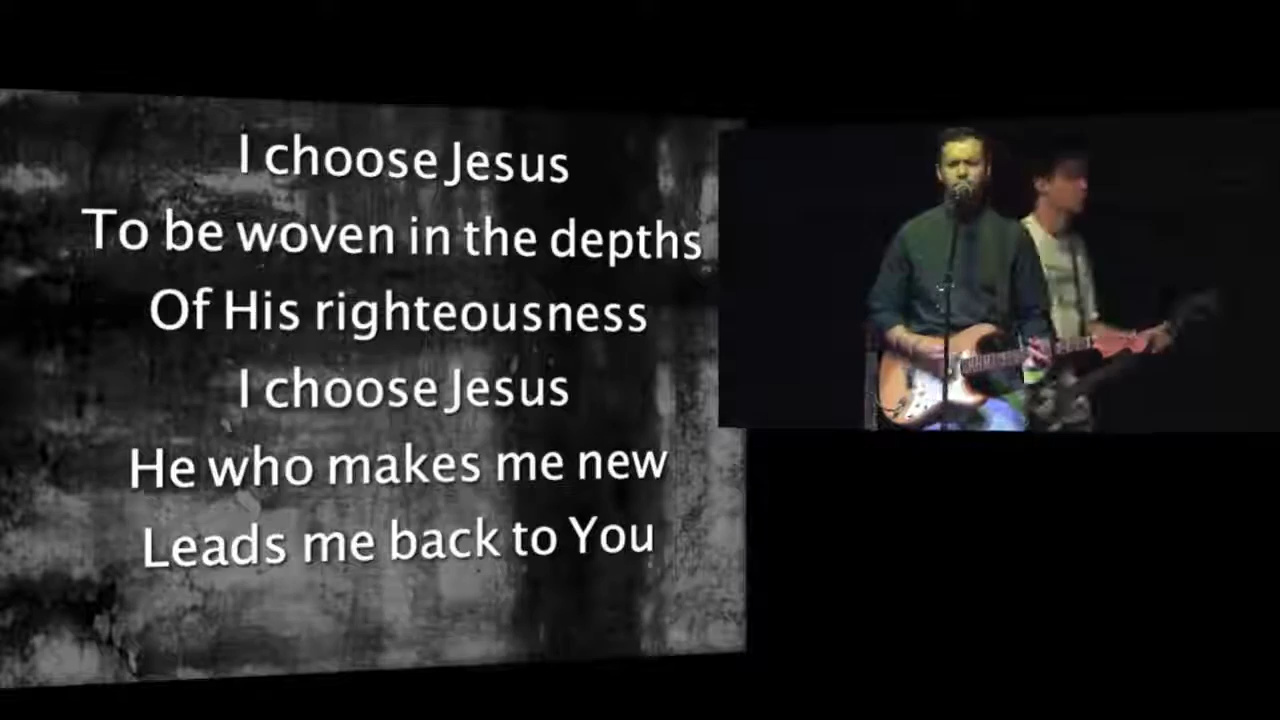 I choose Jesus
To be woven in the depths
Of His righteousness
I choose Jesus
He who makes me new
Leads me back to You